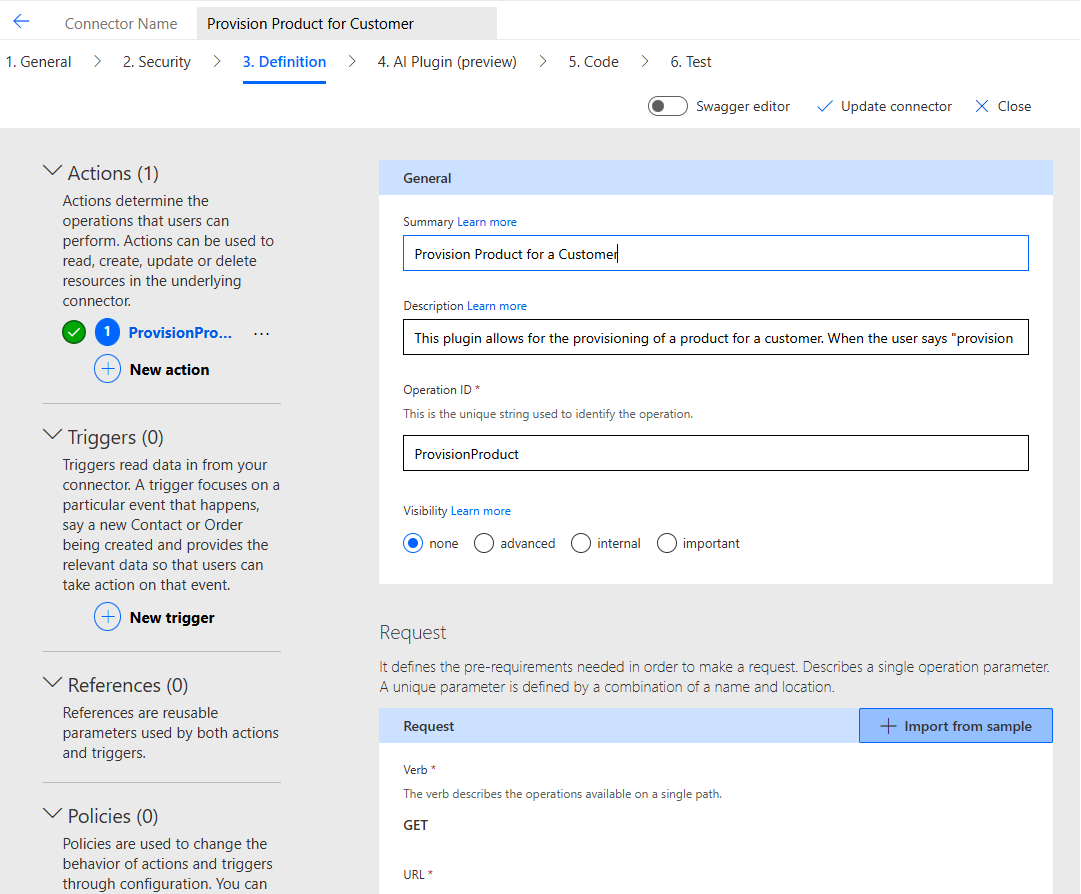 Connector Name Provision Product for Customer
1. General 2. Security 3. Definition 4. AI Plugin (preview) 5. Code 6. Test
Swagger editor Update connector Close
Actions (1)
Actions determine the
operations that users can
perform. Actions can be used to
read, create, update or delete
resources in the underlying
connector.
1 ProvisionPro... ...
New action
Triggers (0)
Triggers read data in from your
connector. A trigger focuses on a
particular event that happens,
say a new Contact or Order
being created and provides the
relevant data so that users can
take action on that event.
New trigger
References (0)
References are reusable
parameters used by both actions
and triggers.
Policies (0)
Policies are used to change the
behavior of actions and triggers
through configuration. You can
General
Summary Learn more
Provision Product for a Customer
Description Learn more
This plugin allows for the provisioning of a product for a customer. When the user says "provision
Operation ID *
This is the unique string used to identify the operation.
ProvisionProduct
Visibility Learn more
none advanced internal important
Request
It defines the pre-requirements needed in order to make a request. Describes a single operation parameter.
A unique parameter is defined by a combination of a name and location.
Request Import from sample
Verb *
The verb describes the operations available on a single path.
GET
URL *